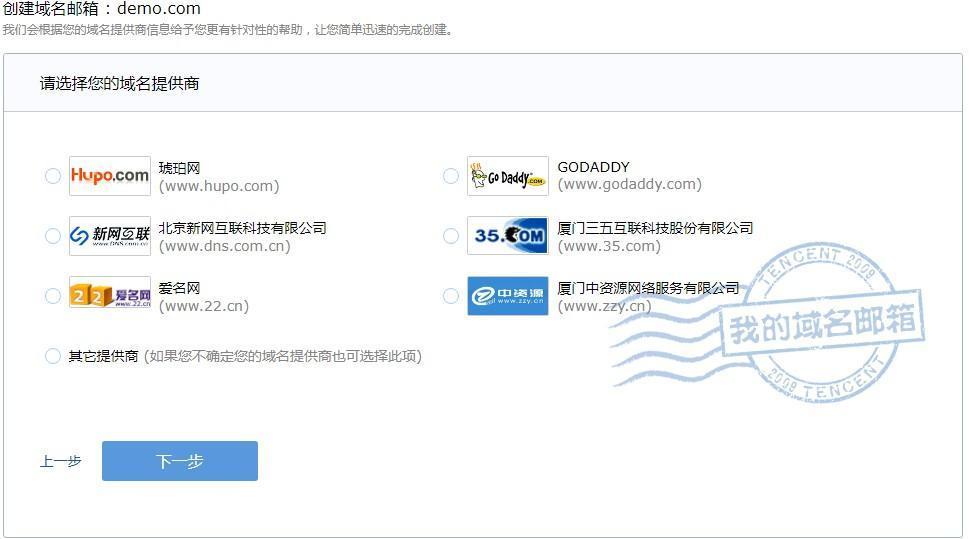 创建域名邮箱：demo.com
我们会根据您的域名提供商信息给予您更有针对性的帮助，让您简单迅速的完成创建。
请选择您的域名提供商
Hupo.com
琥珀网
(www.hupo.com)
Go Daddy.COM
GODADDY
(www.godaddy.com)
新网互联
www.DNS.com.cn
北京新网互联科技有限公司
(www.dns.com.cn)
35.COM
厦门三五互联科技股份有限公司
(www.35.com)
22 爱名网
www.22.cn
爱名网
(www.22.cn)
中资源
www.zzy.cn
厦门中资源网络服务有限公司
(www.zzy.cn)
其它提供商 (如果您不确定您的域名提供商也可选择此项)
TENCENT 2009
我的域名邮箱
2009 TENCENT
上一步
下一步